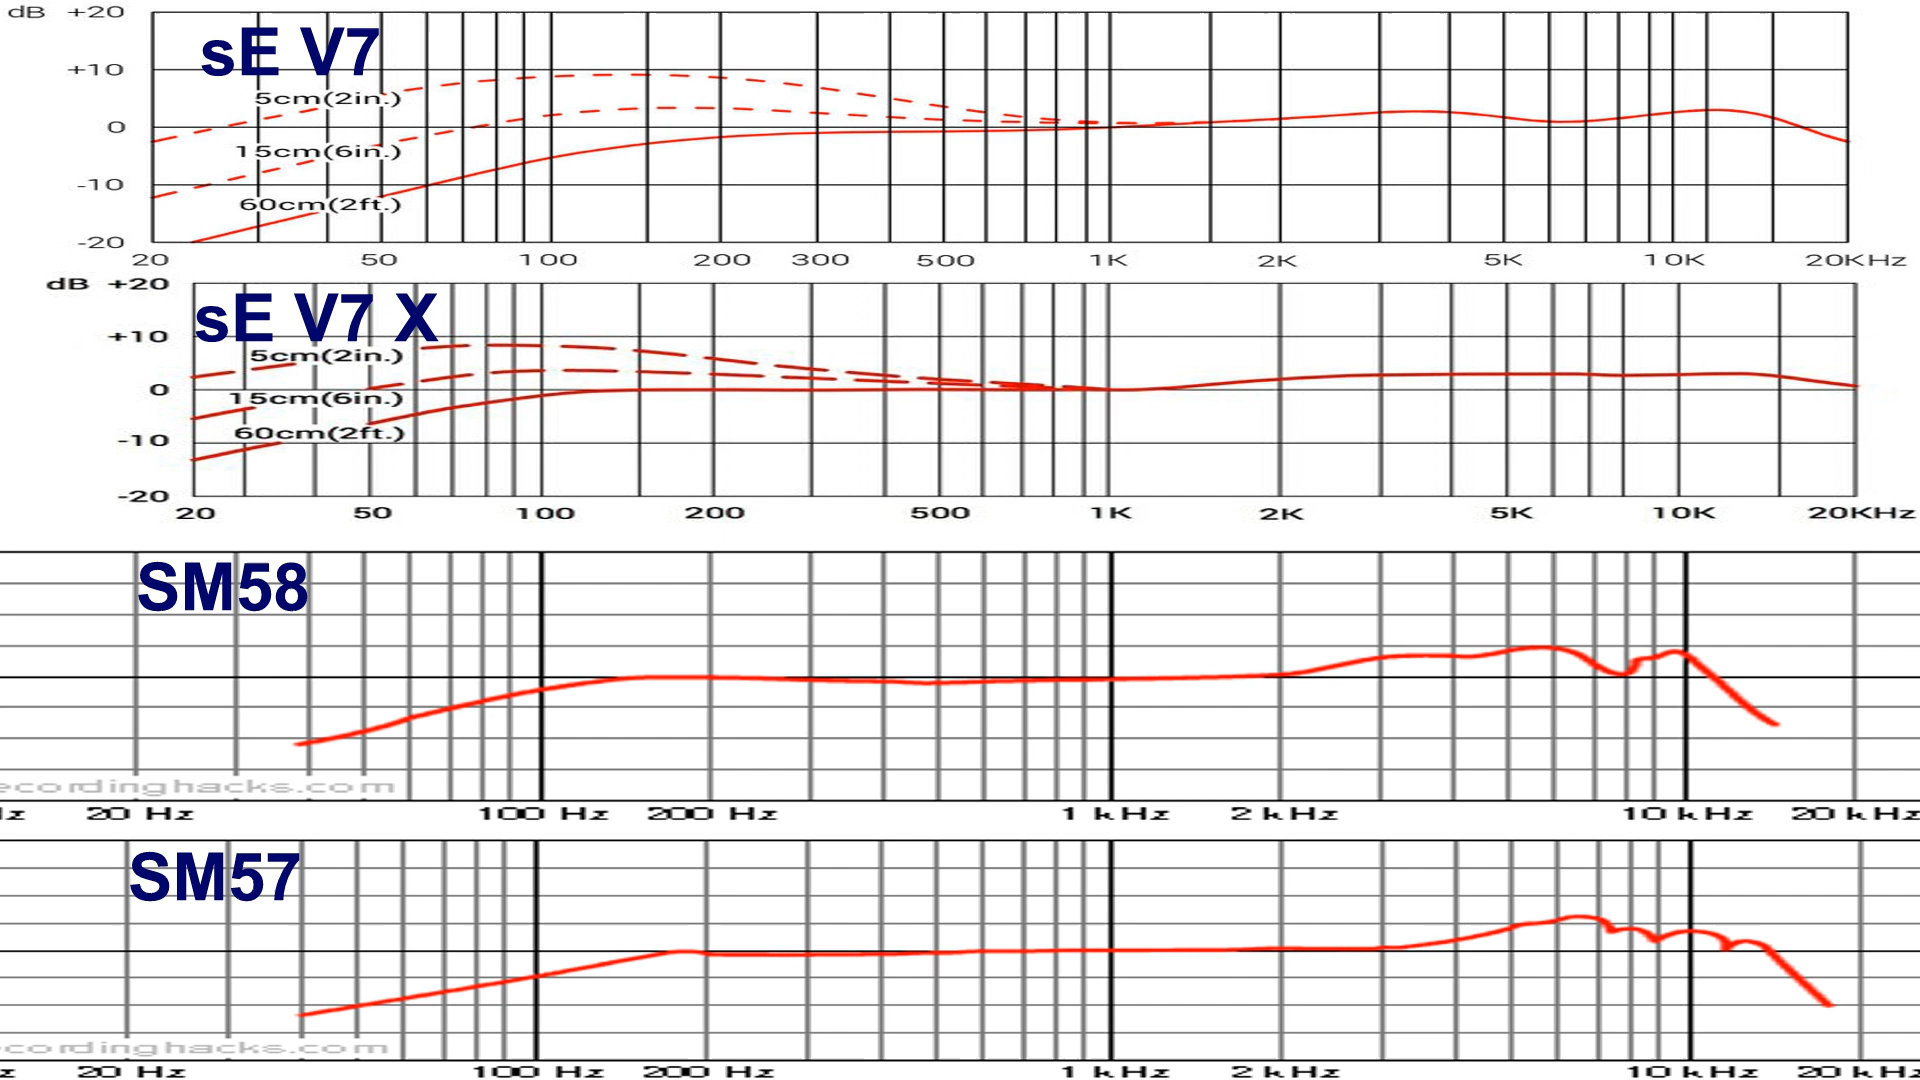 dB +20
sE V7
+10
5cm(2in.)
0
15cm(6in.)
-10
60cm(2ft.)
-20
20 50 100 200 300 500 1K 2K 5K 10K 20KHz
dB +20
sE V7 X
+10
5cm(2in.)
0
15cm(6in.)
-10
60cm(2ft.)
-20
20 50 100 200 500 1K 2K 5K 10K 20KHz
SM58
ecordinghacks.com
z 20 Hz 100 Hz 200 Hz 1 kHz 2 kHz 10 kHz 20 kHz
SM57
cordinghacks.com
z 20 Hz 100 Hz 200 Hz 1 kHz 2 kHz 10 kHz 20 kHz